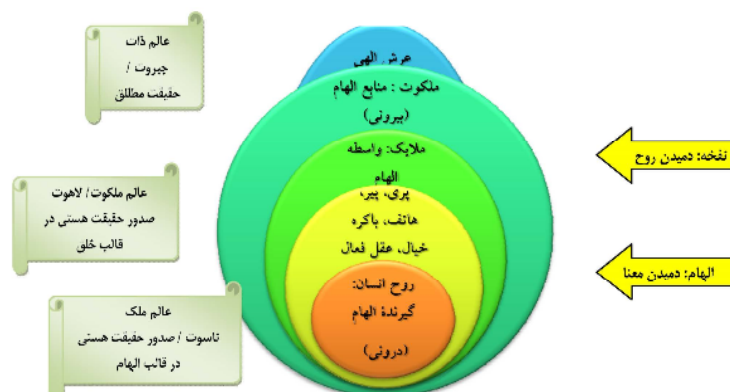 عالم ذات
جبروت /
حقیقت مطلق
عرش الهی
ملکوت : منابع الهام
(بیرونی)
ملایک: واسطه
الهام
پری، پیر،
هاتف، باکره
خیال، عقل فعال
روح انسان:
گیرندهٔ الهام
(درونی)
نفخه: دمیدن روح
عالم ملکوت/ لاهوت
صدور حقیقت هستی در
قالب خلق
الهام: دمیدن معنا
عالم ملک
ناسوت / صدور حقیقت هستی
در قالب الهام